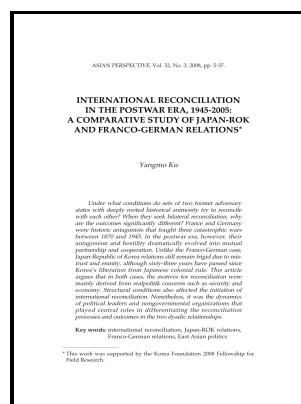 ASIAN PERSPECTIVE, Vol. 32, No. 3, 2008, pp. 5-37.
INTERNATIONAL RECONCILIATION
IN THE POSTWAR ERA, 1945-2005:
A COMPARATIVE STUDY OF JAPAN-ROK
AND FRANCO-GERMAN RELATIONS*
Yangmo Ku
Under what conditions do sets of two former adversary
states with deeply rooted historical animosity try to reconcile
with each other? When they seek bilateral reconciliation, why
are the outcomes significantly different? France and Germany
were historic antagonists that fought three catastrophic wars
between 1870 and 1945. In the postwar era, however, their
antagonism and hostility dramatically evolved into mutual
partnership and cooperation. Unlike the Franco-German case,
Japan-Republic of Korea relations still remain frigid due to mis-
trust and enmity, although sixty-three years have passed since
Korea's liberation from Japanese colonial rule. This article
argues that in both cases, the motives for reconciliation were
mainly derived from realpolitik concerns such as security and
economy. Structural conditions also affected the initiation of
international reconciliation. Nonetheless, it was the dynamics
of political leaders and nongovernmental organizations that
played central roles in differentiating the reconciliation
processes and outcomes in the two dyadic relationships.
Key words: international reconciliation, Japan-ROK relations,
Franco-German relations, East Asian politics
* This work was supported by the Korea Foundation 2008 Fellowship for
Field Research.